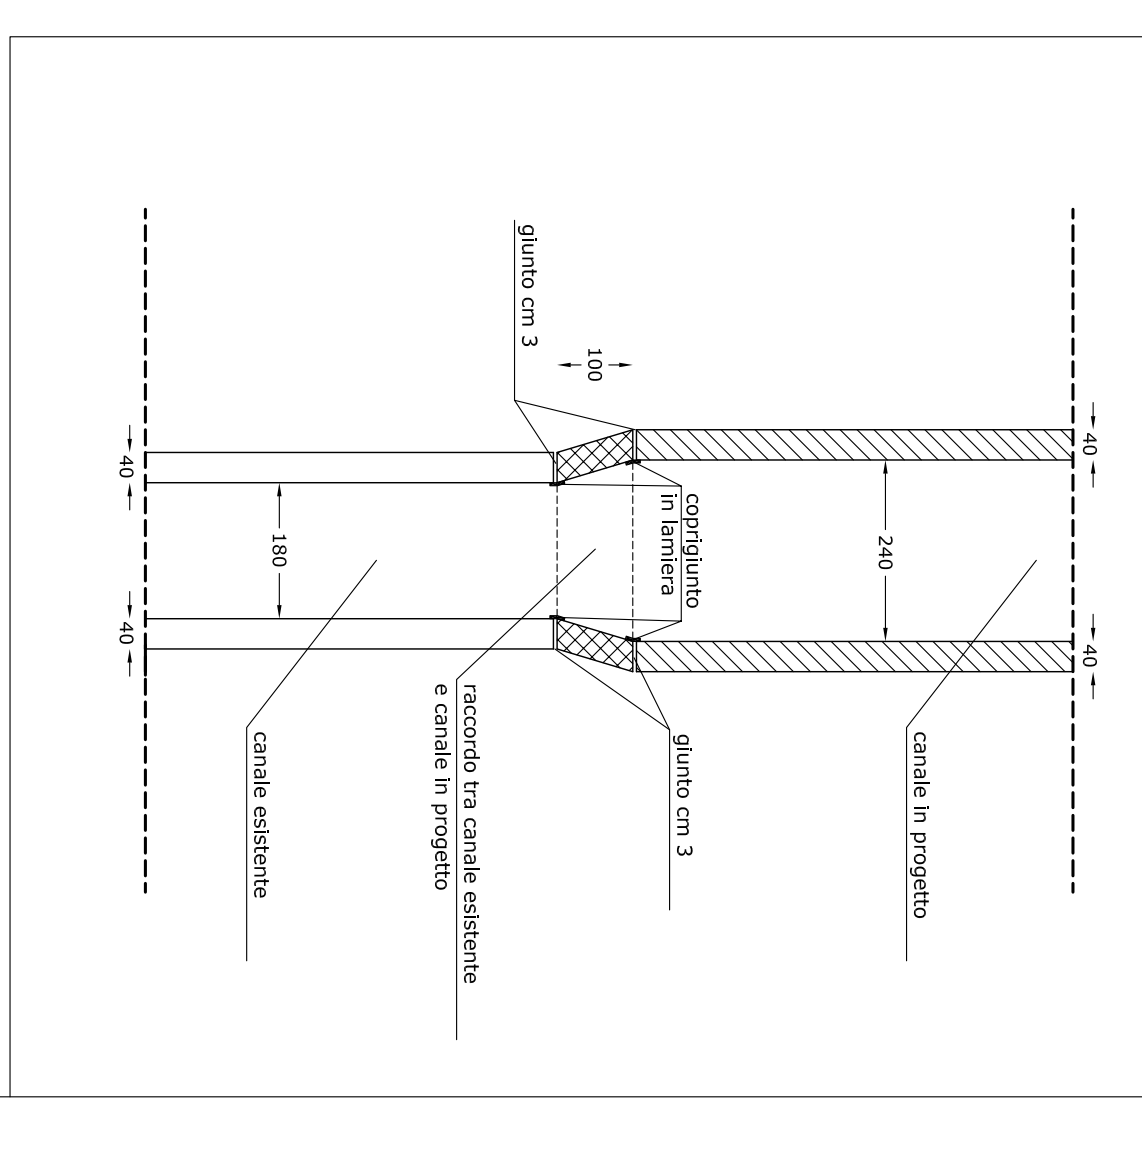 40
40
canale in progetto
240
coprigiunto
in lamiera
giunto cm 3
100
giunto cm 3
raccordo tra canale esistente
e canale in progetto
180
canale esistente
40
40